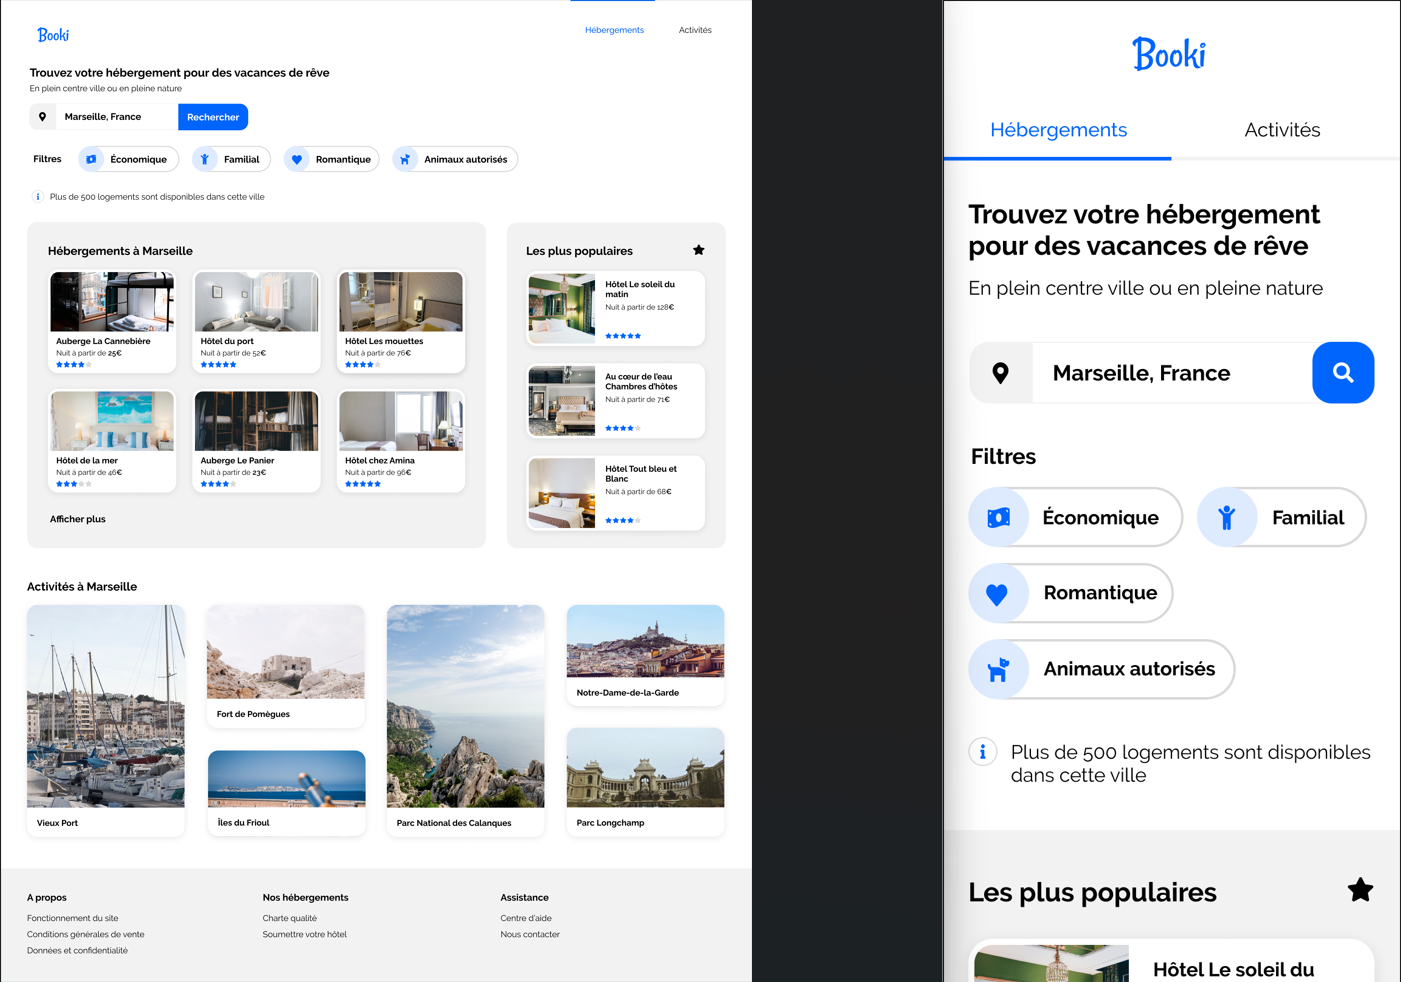 Booki
Hébergements
Activités
Trouvez votre hébergement pour des vacances de rêve
En plein centre ville ou en pleine nature
Marseille, France
Rechercher
Filtres
Économique
Familial
Romantique
Animaux autorisés
Plus de 500 logements sont disponibles dans cette ville
Hébergements à Marseille
Auberge La Cannebière
Nuit à partir de 25€
Hôtel du port
Nuit à partir de 52€
Hôtel Les mouettes
Nuit à partir de 76€
Hôtel de la mer
Nuit à partir de 46€
Auberge Le Panier
Nuit à partir de 23€
Hôtel chez Amina
Nuit à partir de 96€
Afficher plus
Les plus populaires
Hôtel Le soleil du
matin
Nuit à partir de 128€
Au cœur de l'eau
Chambres d'hôtes
Nuit à partir de 71€
Hôtel Tout bleu et
Blanc
Nuit à partir de 68€
Activités à Marseille
Vieux Port
Fort de Pomègues
Îles du Frioul
Parc National des Calanques
Notre-Dame-de-la-Garde
Parc Longchamp
A propos
Fonctionnement du site
Conditions générales de vente
Données et confidentialité
Nos hébergements
Charte qualité
Soumettre votre hôtel
Assistance
Centre d'aide
Nous contacter
Booki
Hébergements
Activités
Trouvez votre hébergement
pour des vacances de rêve
En plein centre ville ou en pleine nature
Marseille, France
Filtres
Économique
Familial
Romantique
Animaux autorisés
Plus de 500 logements sont disponibles
dans cette ville
Les plus populaires
Hôtel Le soleil du